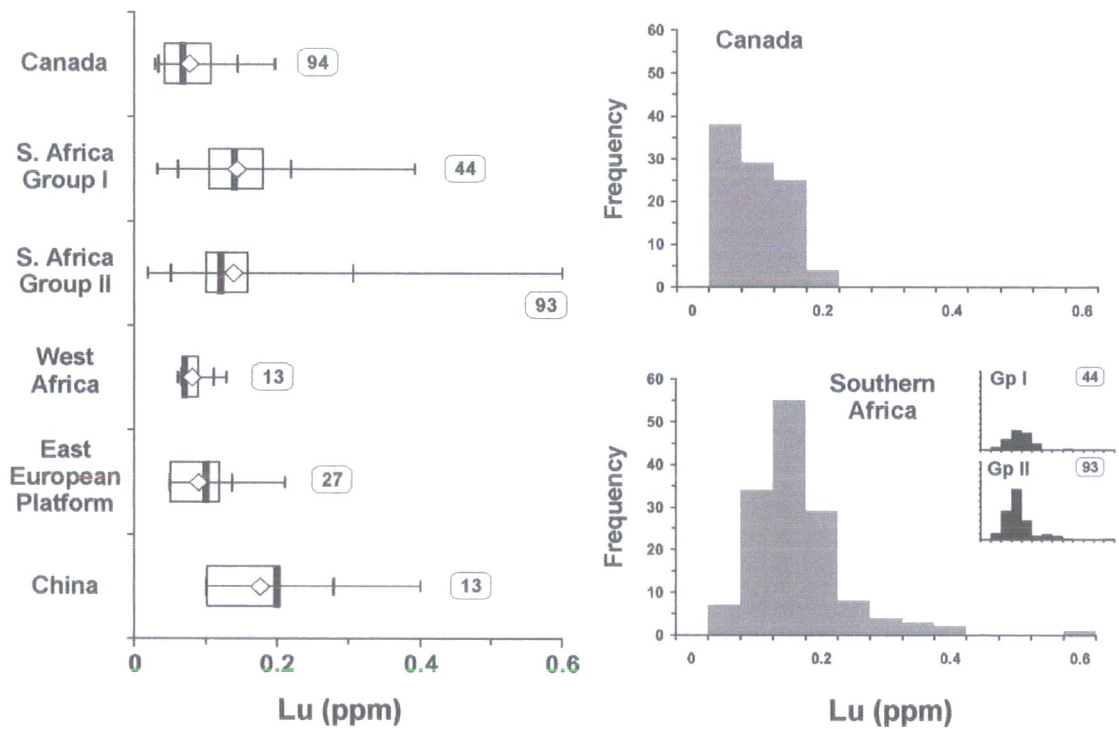 Canada
94
S. Africa
Group I
44
S. Africa
Group II
93
West
Africa
13
East
European
Platform
27
China
13
0 0.2 0.4 0.6
Lu (ppm)
Canada
Frequency
60
50
40
30
20
10
0
0 0.2 0.4 0.6
Southern
Africa
Frequency
60
50
40
30
20
10
0
0 0.2 0.4 0.6
Lu (ppm)
Gp I 44
Gp II 93